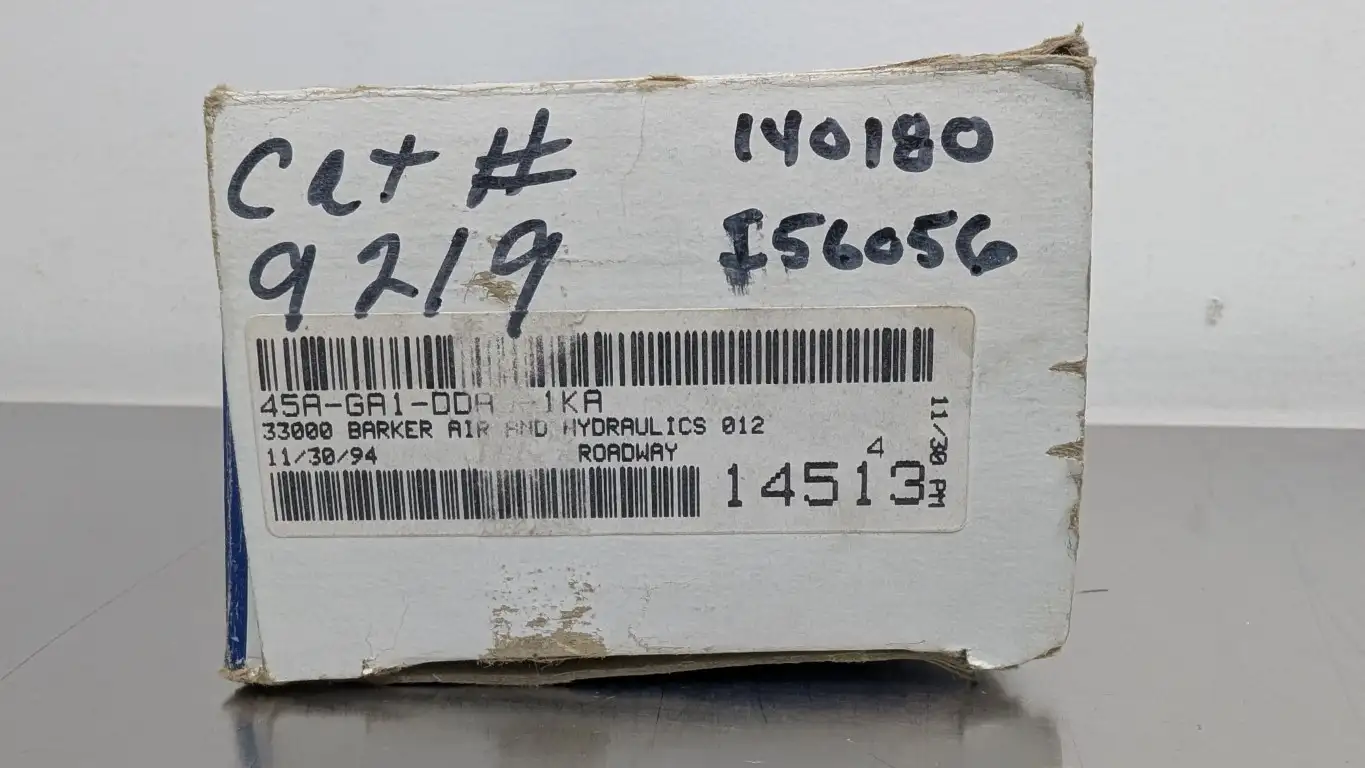 Cat # 140180
9219 I56056
45A-GA1-DDA -1KA
33000 BARKER AIR AND HYDRAULICS 012
11/30/94 ROADWAY
4
14513
11/30 PM